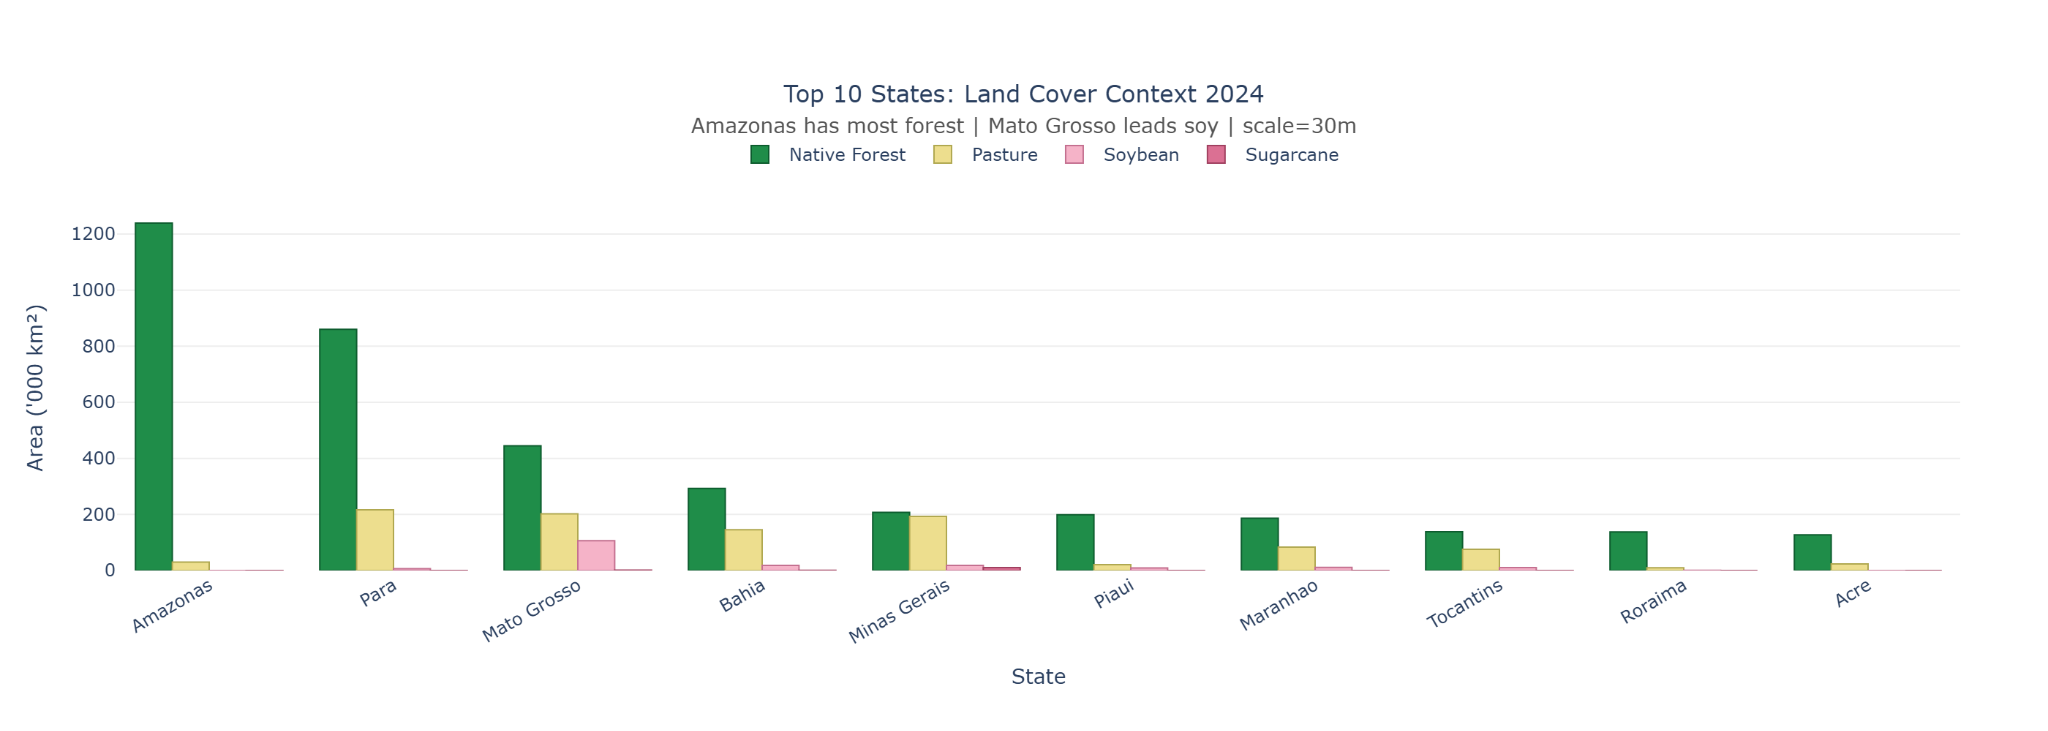 Top 10 States: Land Cover Context 2024
Amazonas has most forest | Mato Grosso leads soy | scale=30m
Native Forest Pasture Soybean Sugarcane
Area ('000 km²)
1200
1000
800
600
400
200
0
Amazonas Para Mato Grosso Bahia Minas Gerais Piaui Maranhao Tocantins Roraima Acre
State